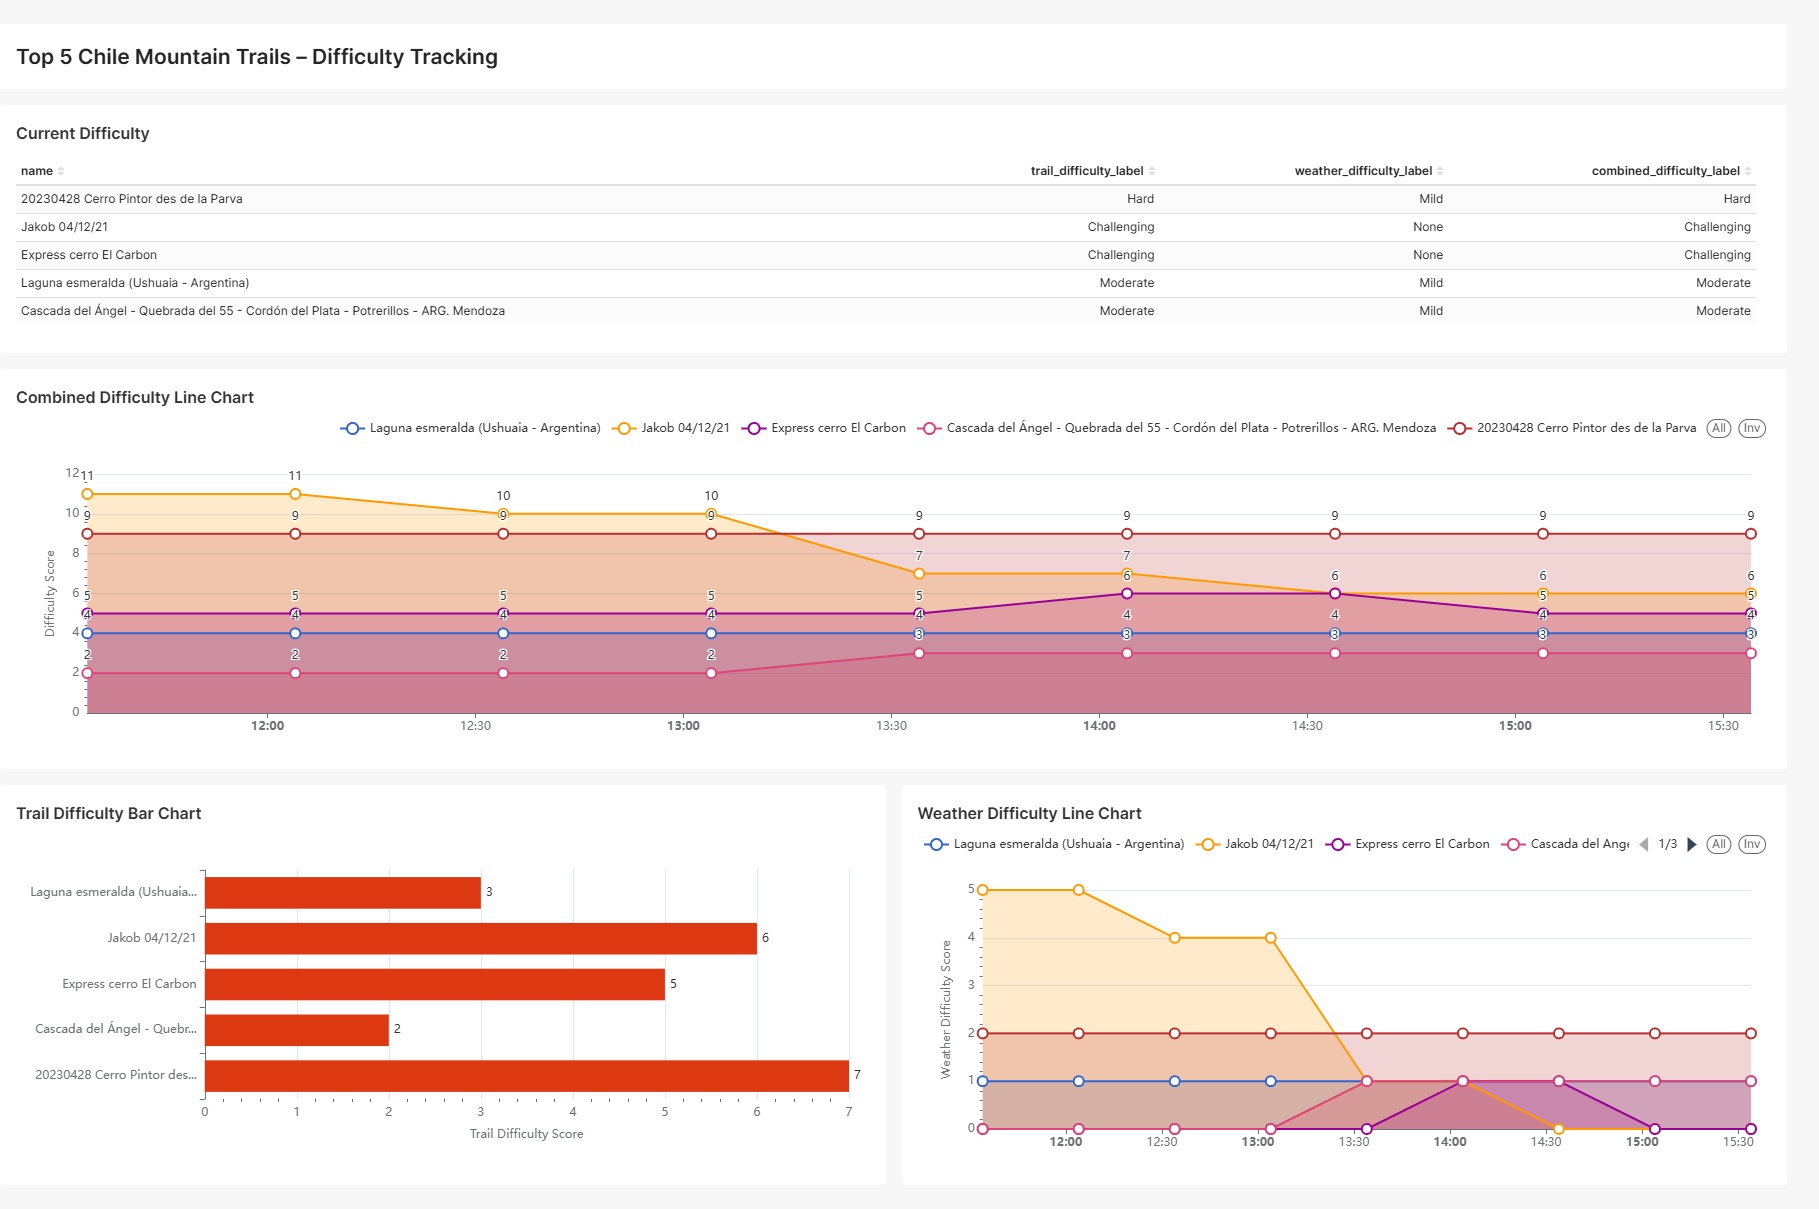 Top 5 Chile Mountain Trails – Difficulty Tracking
Current Difficulty
name trail_difficulty_label weather_difficulty_label combined_difficulty_label
20230428 Cerro Pintor des de la Parva Hard Mild Hard
Jakob 04/12/21 Challenging None Challenging
Express cerro El Carbon Challenging None Challenging
Laguna esmeralda (Ushuaia - Argentina) Moderate Mild Moderate
Cascada del Ángel - Quebrada del 55 - Cordón del Plata - Potrerillos - ARG. Mendoza Moderate Mild Moderate
Combined Difficulty Line Chart
Laguna esmeralda (Ushuaia - Argentina) Jakob 04/12/21 Express cerro El Carbon Cascada del Ángel - Quebrada del 55 - Cordón del Plata - Potrerillos - ARG. Mendoza 20230428 Cerro Pintor des de la Parva All Inv
Difficulty Score
12 11 11
10 10
10 9 9 9 9 9 9 9 9 9
8 7 7
6 6 6 6 6
5 5 5 5 5 5 5
4 4 4 4 4 4 4 4 4
4 3 3 3 3 3
2 2 2 2
2
0
12:00 12:30 13:00 13:30 14:00 14:30 15:00 15:30
Trail Difficulty Bar Chart
Laguna esmeralda (Ushuaia... 3
Jakob 04/12/21 6
Express cerro El Carbon 5
Cascada del Ángel - Quebr... 2
20230428 Cerro Pintor des... 7
0 1 2 3 4 5 6 7
Trail Difficulty Score
Weather Difficulty Line Chart
Laguna esmeralda (Ushuaia - Argentina) Jakob 04/12/21 Express cerro El Carbon Cascada del Ánge 1/3 All Inv
Weather Difficulty Score
5
4
3
2
1
0
12:00 12:30 13:00 13:30 14:00 14:30 15:00 15:30